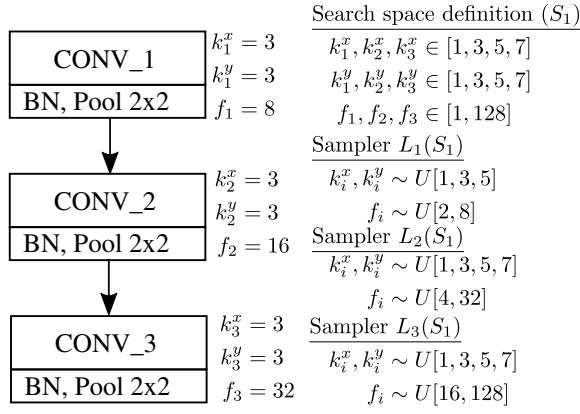 CONV_1
BN, Pool 2x2
k_1^x = 3
k_1^y = 3
f_1 = 8
CONV_2
BN, Pool 2x2
k_2^x = 3
k_2^y = 3
f_2 = 16
CONV_3
BN, Pool 2x2
k_3^x = 3
k_3^y = 3
f_3 = 32
Search space definition (S_1)
k_1^x, k_2^x, k_3^x ∈ [1, 3, 5, 7]
k_1^y, k_2^y, k_3^y ∈ [1, 3, 5, 7]
f_1, f_2, f_3 ∈ [1, 128]
Sampler L_1(S_1)
k_i^x, k_i^y ∼ U[1, 3, 5]
f_i ∼ U[2, 8]
Sampler L_2(S_1)
k_i^x, k_i^y ∼ U[1, 3, 5, 7]
f_i ∼ U[4, 32]
Sampler L_3(S_1)
k_i^x, k_i^y ∼ U[1, 3, 5, 7]
f_i ∼ U[16, 128]